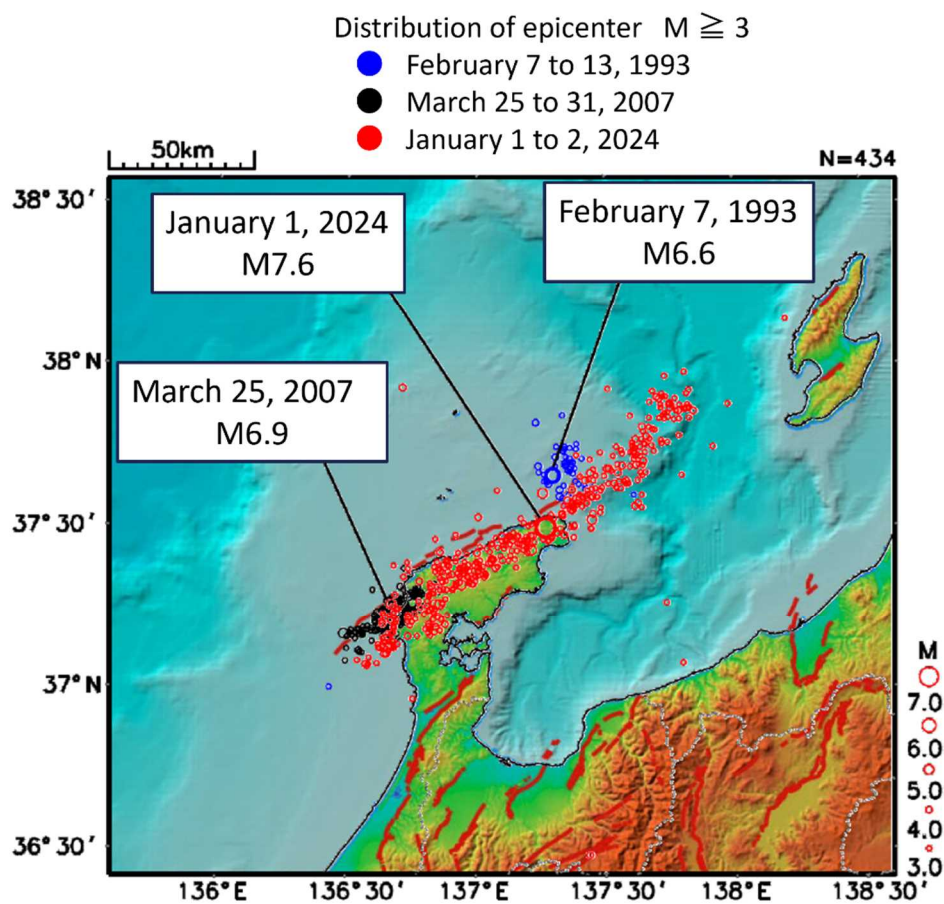 Distribution of epicenter M ≧ 3
February 7 to 13, 1993
March 25 to 31, 2007
January 1 to 2, 2024
50km
N=434
38° 30′
January 1, 2024
M7.6
February 7, 1993
M6.6
38° N
March 25, 2007
M6.9
37° 30′
37° N
36° 30′
M
7.0
6.0
5.0
4.0
3.0
136°E
136° 30′
137°E
137° 30′
138°E
138° 30′